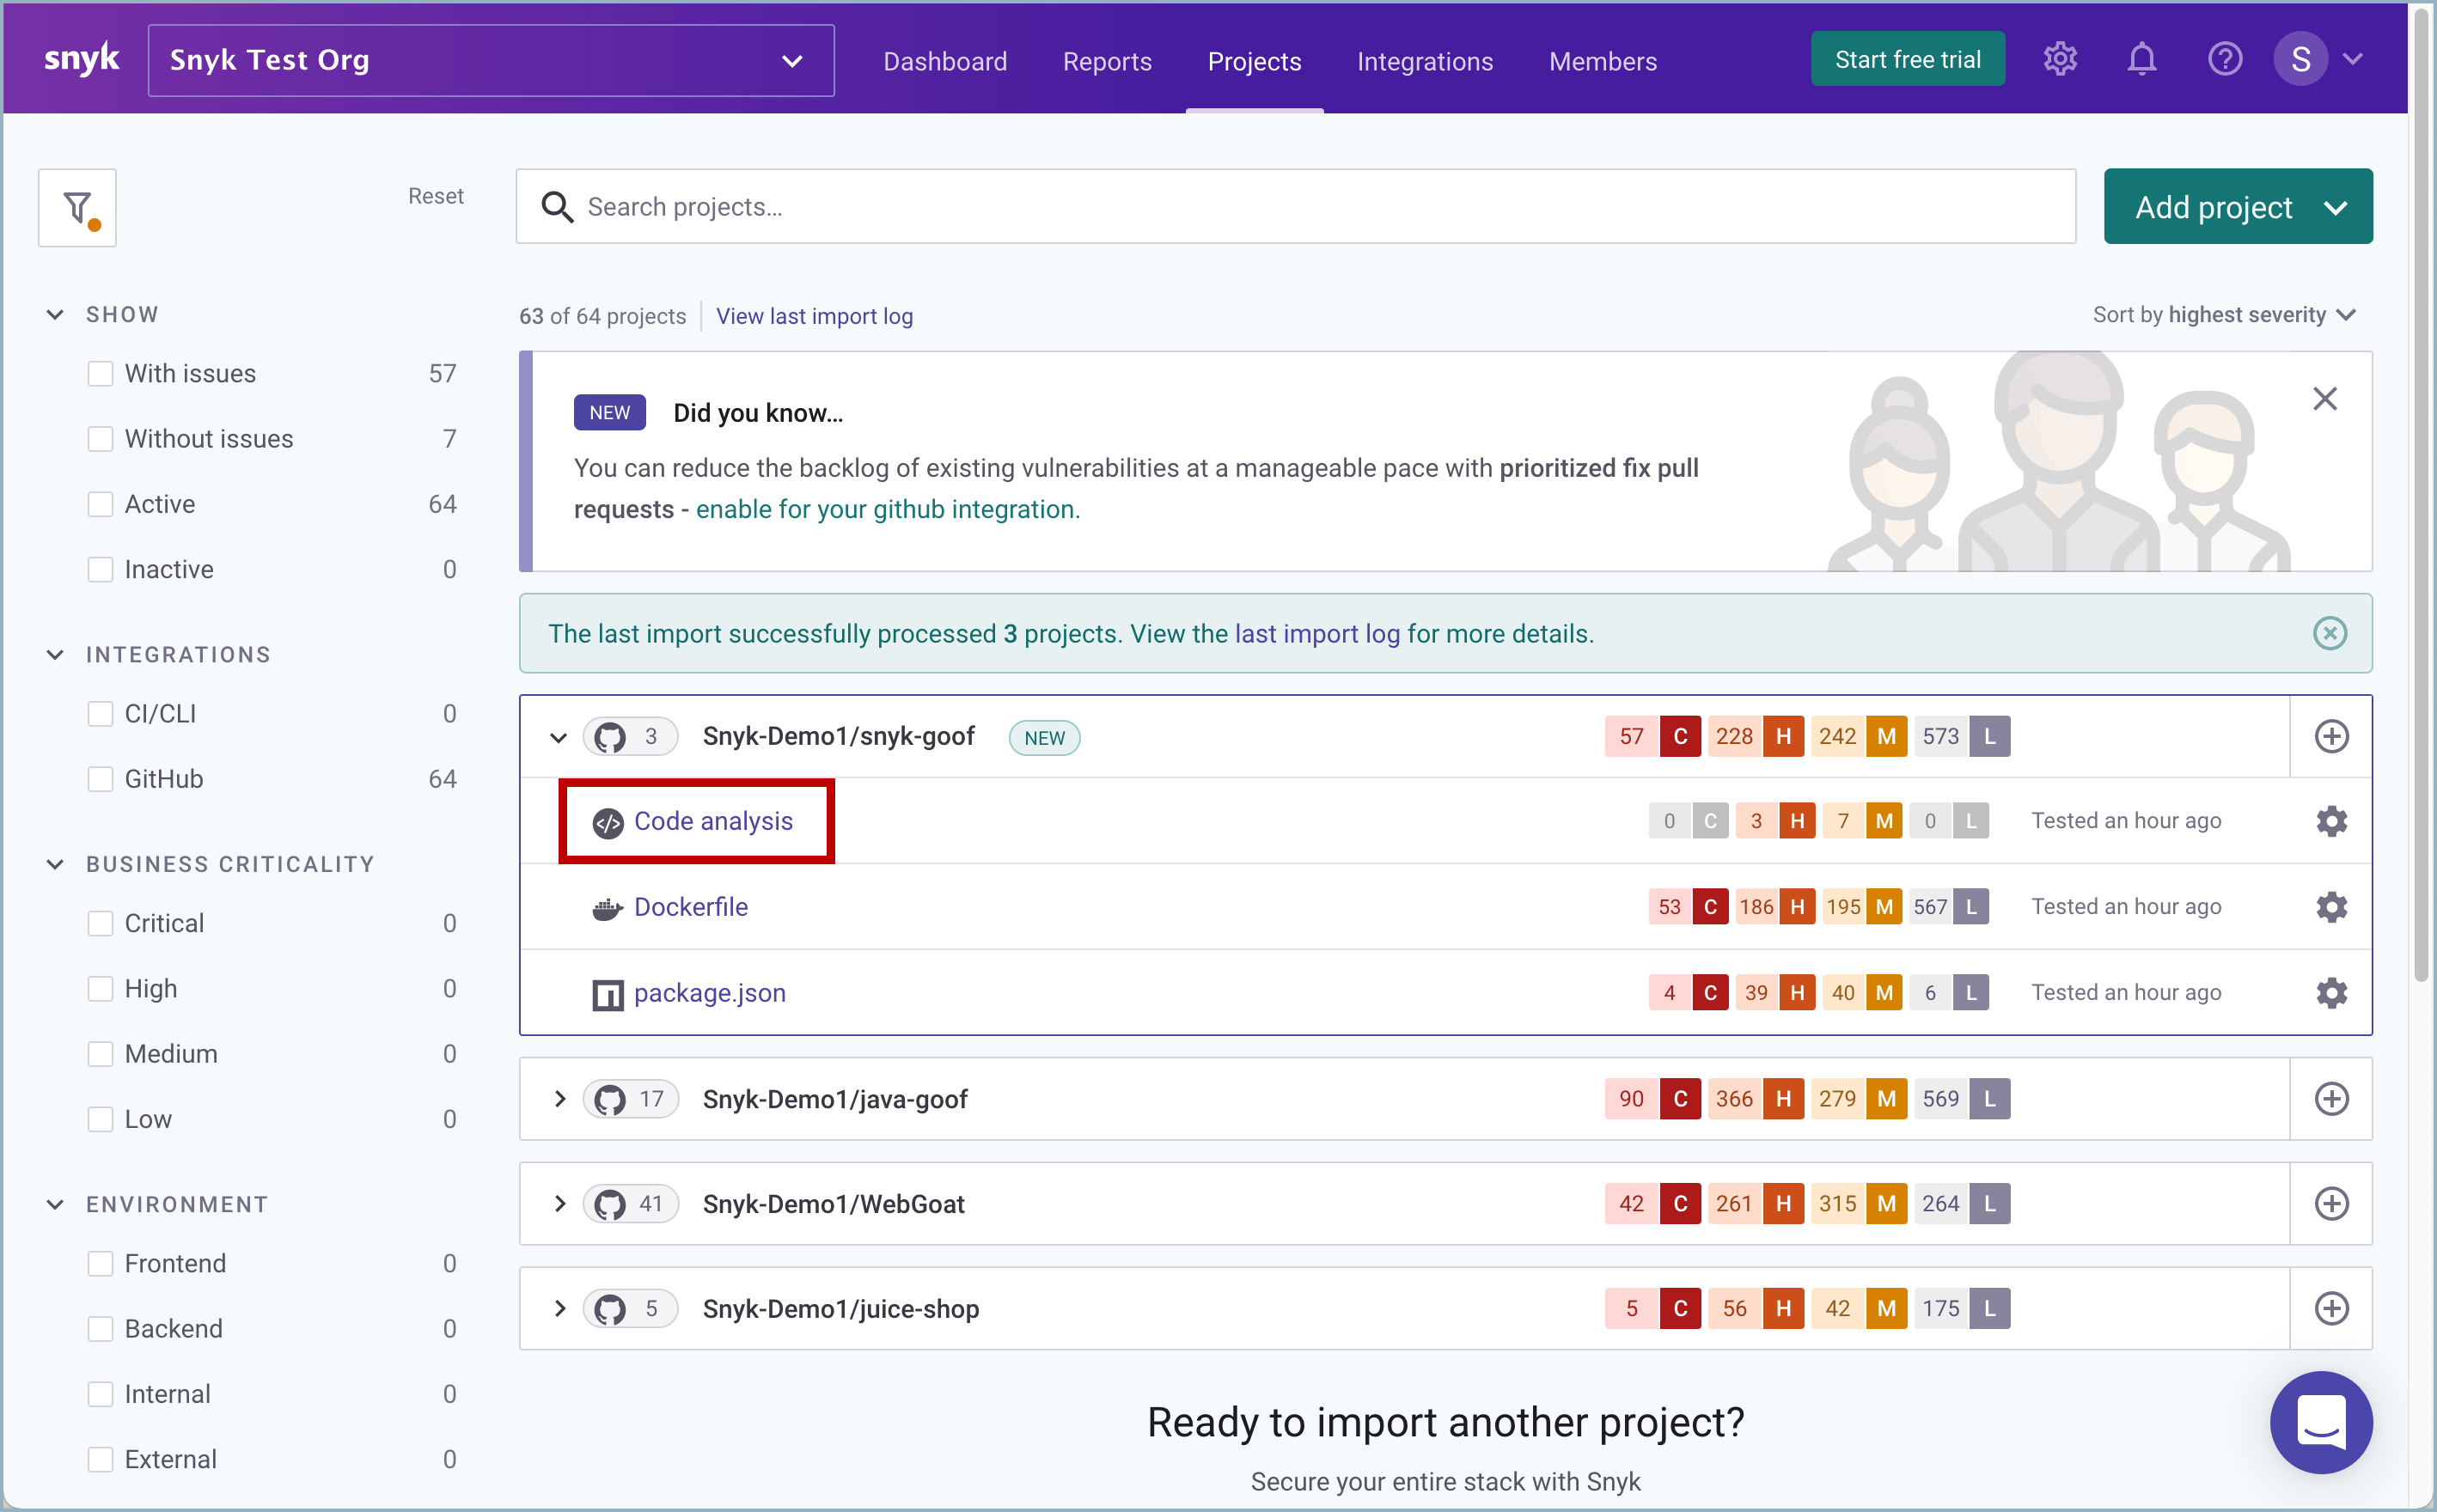 snyk
Snyk Test Org
Dashboard
Reports
Projects
Integrations
Members
Start free trial
S
Reset
Search projects...
Add project
63 of 64 projects
View last import log
Sort by highest severity
SHOW
With issues 57
Without issues 7
Active 64
Inactive 0
INTEGRATIONS
CI/CLI 0
GitHub 64
BUSINESS CRITICALITY
Critical 0
High 0
Medium 0
Low 0
ENVIRONMENT
Frontend 0
Backend 0
Internal 0
External 0
NEW Did you know...
You can reduce the backlog of existing vulnerabilities at a manageable pace with prioritized fix pull
requests - enable for your github integration.
The last import successfully processed 3 projects. View the last import log for more details.
3 Snyk-Demo1/snyk-goof NEW 57 C 228 H 242 M 573 L
</> Code analysis 0 C 3 H 7 M 0 L Tested an hour ago
Dockerfile 53 C 186 H 195 M 567 L Tested an hour ago
package.json 4 C 39 H 40 M 6 L Tested an hour ago
17 Snyk-Demo1/java-goof 90 C 366 H 279 M 569 L
41 Snyk-Demo1/WebGoat 42 C 261 H 315 M 264 L
5 Snyk-Demo1/juice-shop 5 C 56 H 42 M 175 L
Ready to import another project?
Secure your entire stack with Snyk